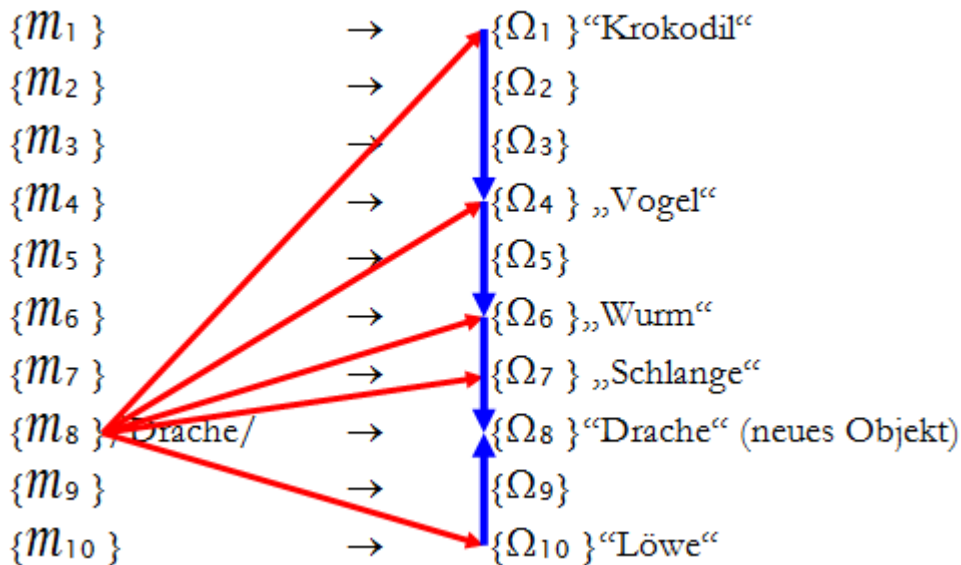 {m₁ } → {Ω₁ }“Krokodil“
{m₂ } → {Ω₂ }
{m₃ } → {Ω₃}
{m₄ } → {Ω₄ } „Vogel“
{m₅ } → {Ω₅}
{m₆ } → {Ω₆ }„Wurm“
{m₇ } → {Ω₇ } „Schlange“
{m₈ }/Drache/ → {Ω₈ }“Drache“ (neues Objekt)
{m₉ } → {Ω₉}
{m₁₀ } → {Ω₁₀ }“Löwe“